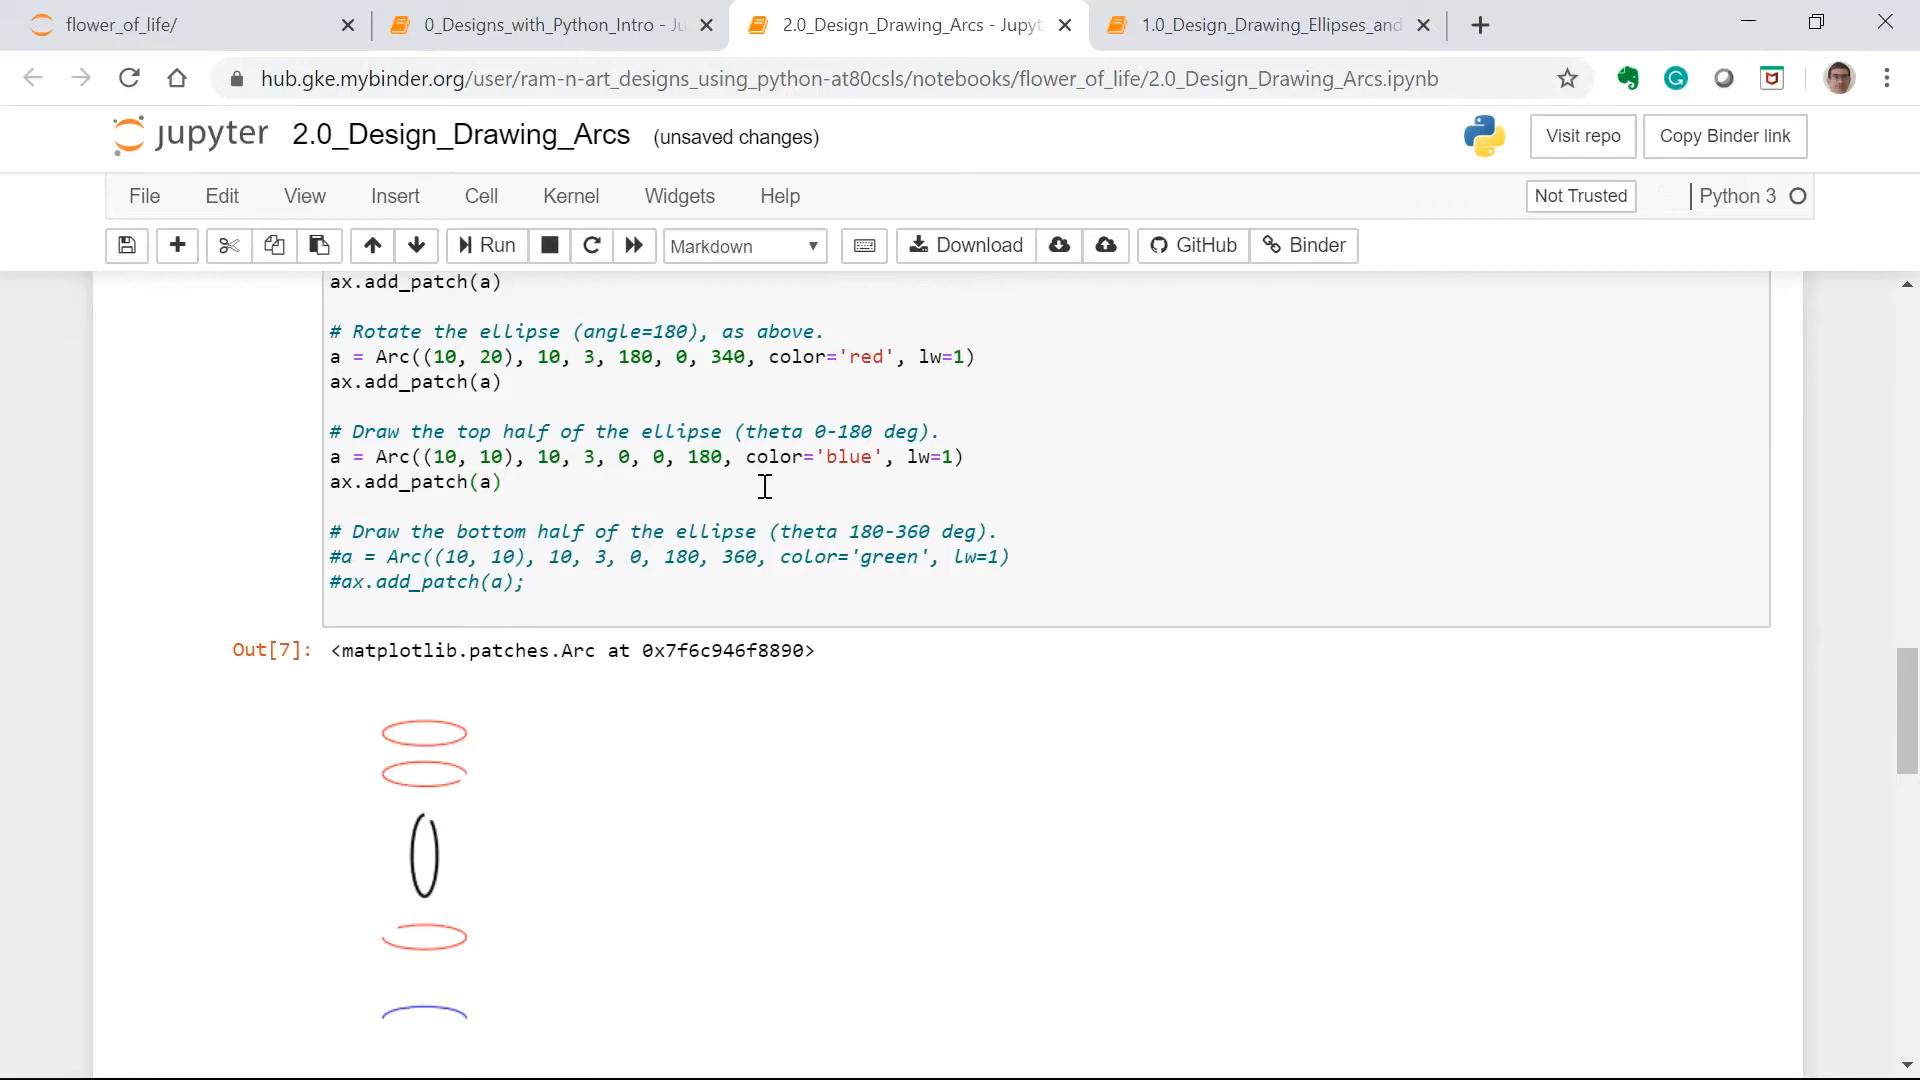 flower_of_life/
0_Designs_with_Python_Intro - Ju
2.0_Design_Drawing_Arcs - Jupyt
1.0_Design_Drawing_Ellipses_and
hub.gke.mybinder.org/user/ram-n-art_designs_using_python-at80csls/notebooks/flower_of_life/2.0_Design_Drawing_Arcs.ipynb
jupyter 2.0_Design_Drawing_Arcs (unsaved changes)
Visit repo
Copy Binder link
File Edit View Insert Cell Kernel Widgets Help
Not Trusted
Python 3
Run
Markdown
Download
GitHub
Binder
ax.add_patch(a)
# Rotate the ellipse (angle=180), as above.
a = Arc((10, 20), 10, 3, 180, 0, 340, color='red', lw=1)
ax.add_patch(a)
# Draw the top half of the ellipse (theta 0-180 deg).
a = Arc((10, 10), 10, 3, 0, 0, 180, color='blue', lw=1)
ax.add_patch(a)
# Draw the bottom half of the ellipse (theta 180-360 deg).
#a = Arc((10, 10), 10, 3, 0, 180, 360, color='green', lw=1)
#ax.add_patch(a);
Out[7]: <matplotlib.patches.Arc at 0x7f6c946f8890>